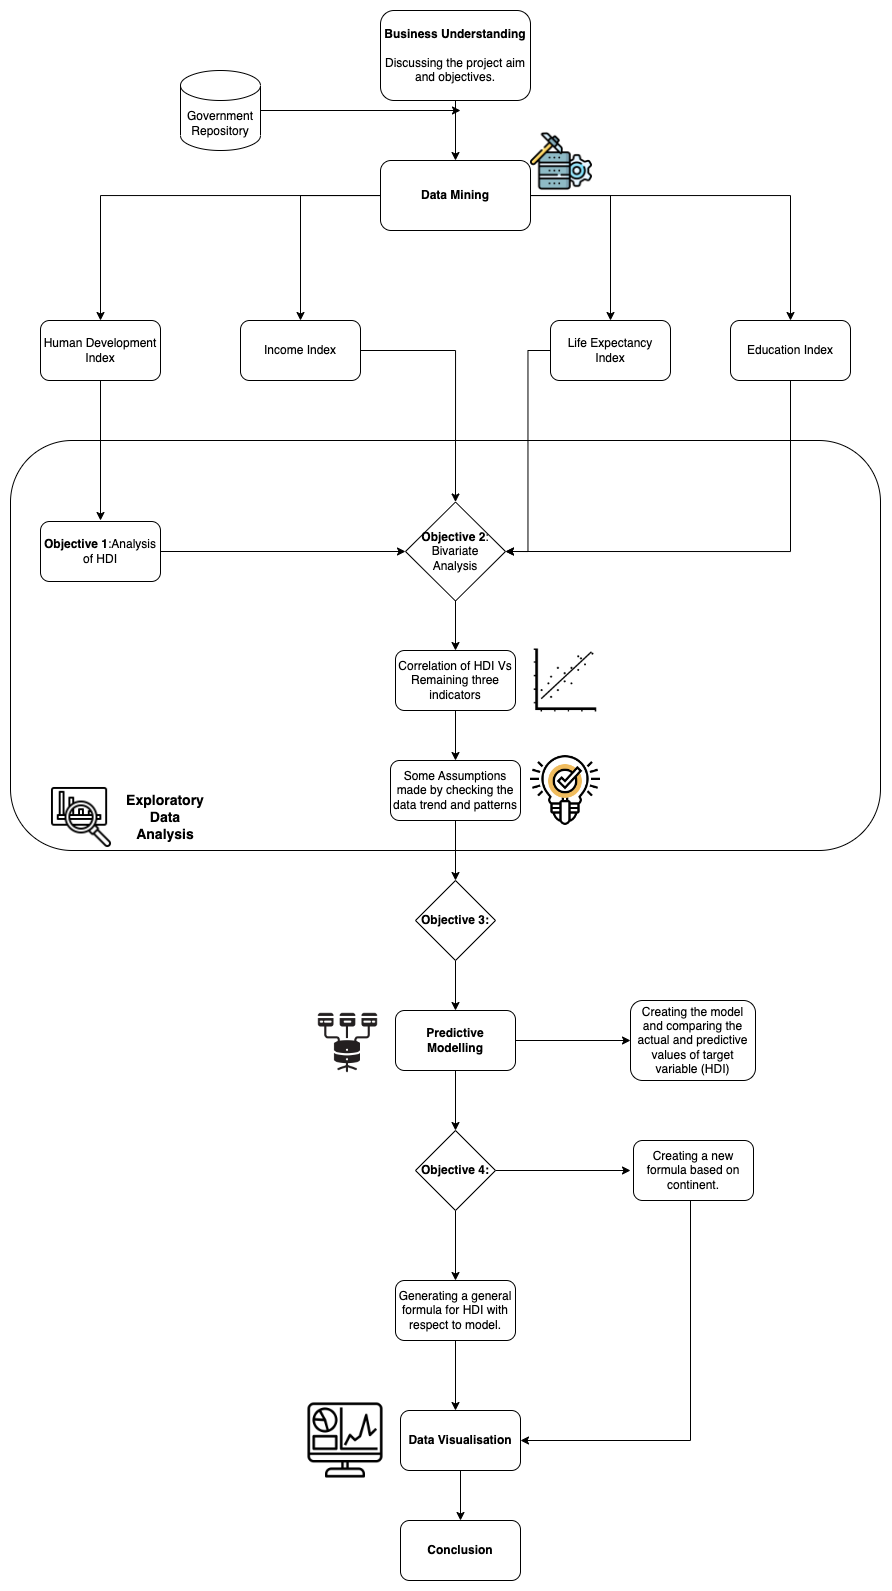 Business Understanding
Discussing the project aim
and objectives.
Government
Repository
Data Mining
Human Development
Index
Income Index
Life Expectancy
Index
Education Index
Objective 1:Analysis
of HDI
Objective 2:
Bivariate
Analysis
Correlation of HDI Vs
Remaining three
indicators
Some Assumptions
made by checking the
data trend and patterns
Exploratory
Data
Analysis
Objective 3:
Predictive
Modelling
Creating the model
and comparing the
actual and predictive
values of target
variable (HDI)
Objective 4:
Creating a new
formula based on
continent.
Generating a general
formula for HDI with
respect to model.
Data Visualisation
Conclusion